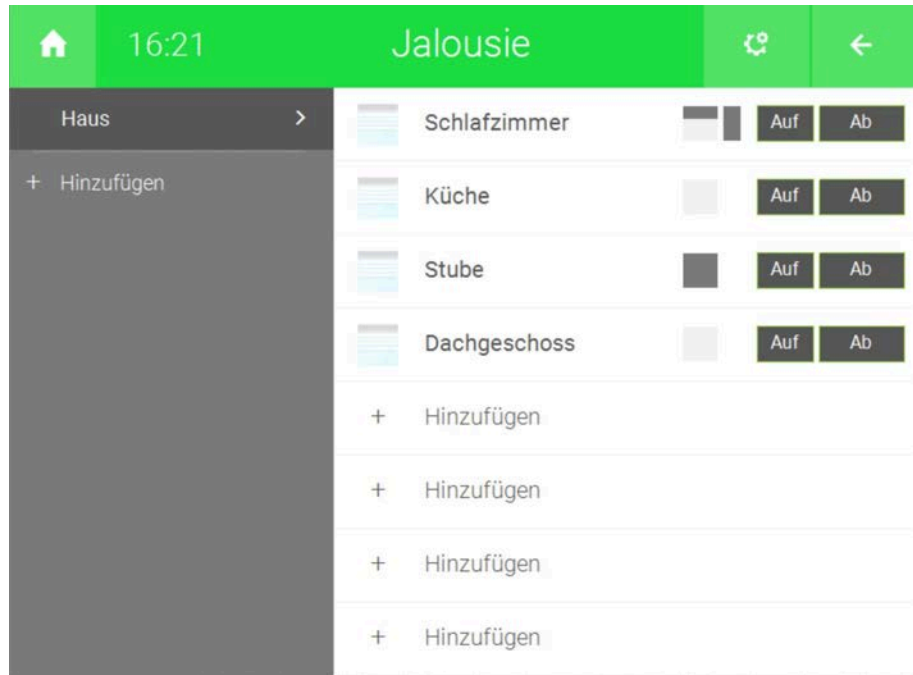 16:21 Jalousie
Haus
+ Hinzufügen
Schlafzimmer Auf Ab
Küche Auf Ab
Stube Auf Ab
Dachgeschoss Auf Ab
+ Hinzufügen
+ Hinzufügen
+ Hinzufügen
+ Hinzufügen